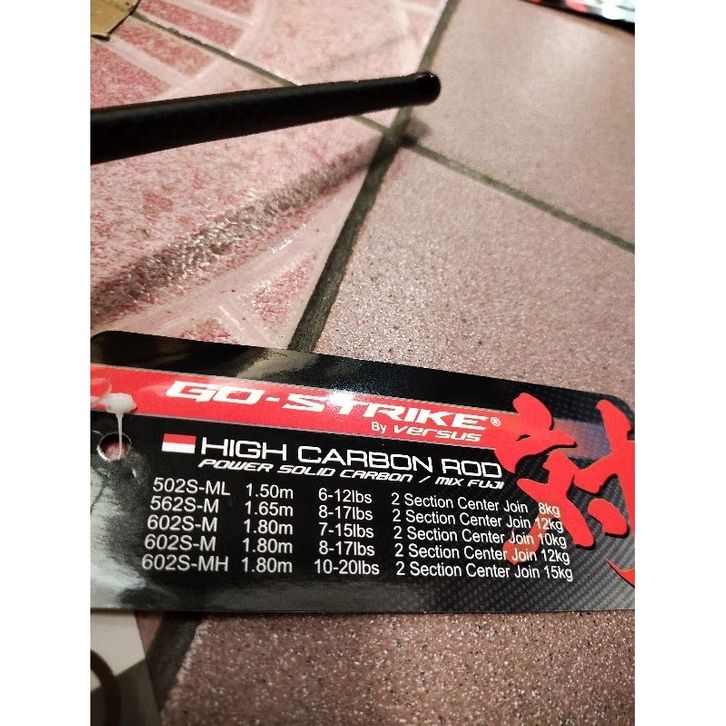 GO-STRIKE®
By versus
HIGH CARBON ROD
POWER SOLID CARBON / MIX FUJI
502S-ML 1.50m 6-12lbs 2 Section Center Join 8kg
562S-M 1.65m 8-17lbs 2 Section Center Join 12kg
602S-M 1.80m 7-15lbs 2 Section Center Join 10kg
602S-M 1.80m 8-17lbs 2 Section Center Join 12kg
602S-MH 1.80m 10-20lbs 2 Section Center Join 15kg